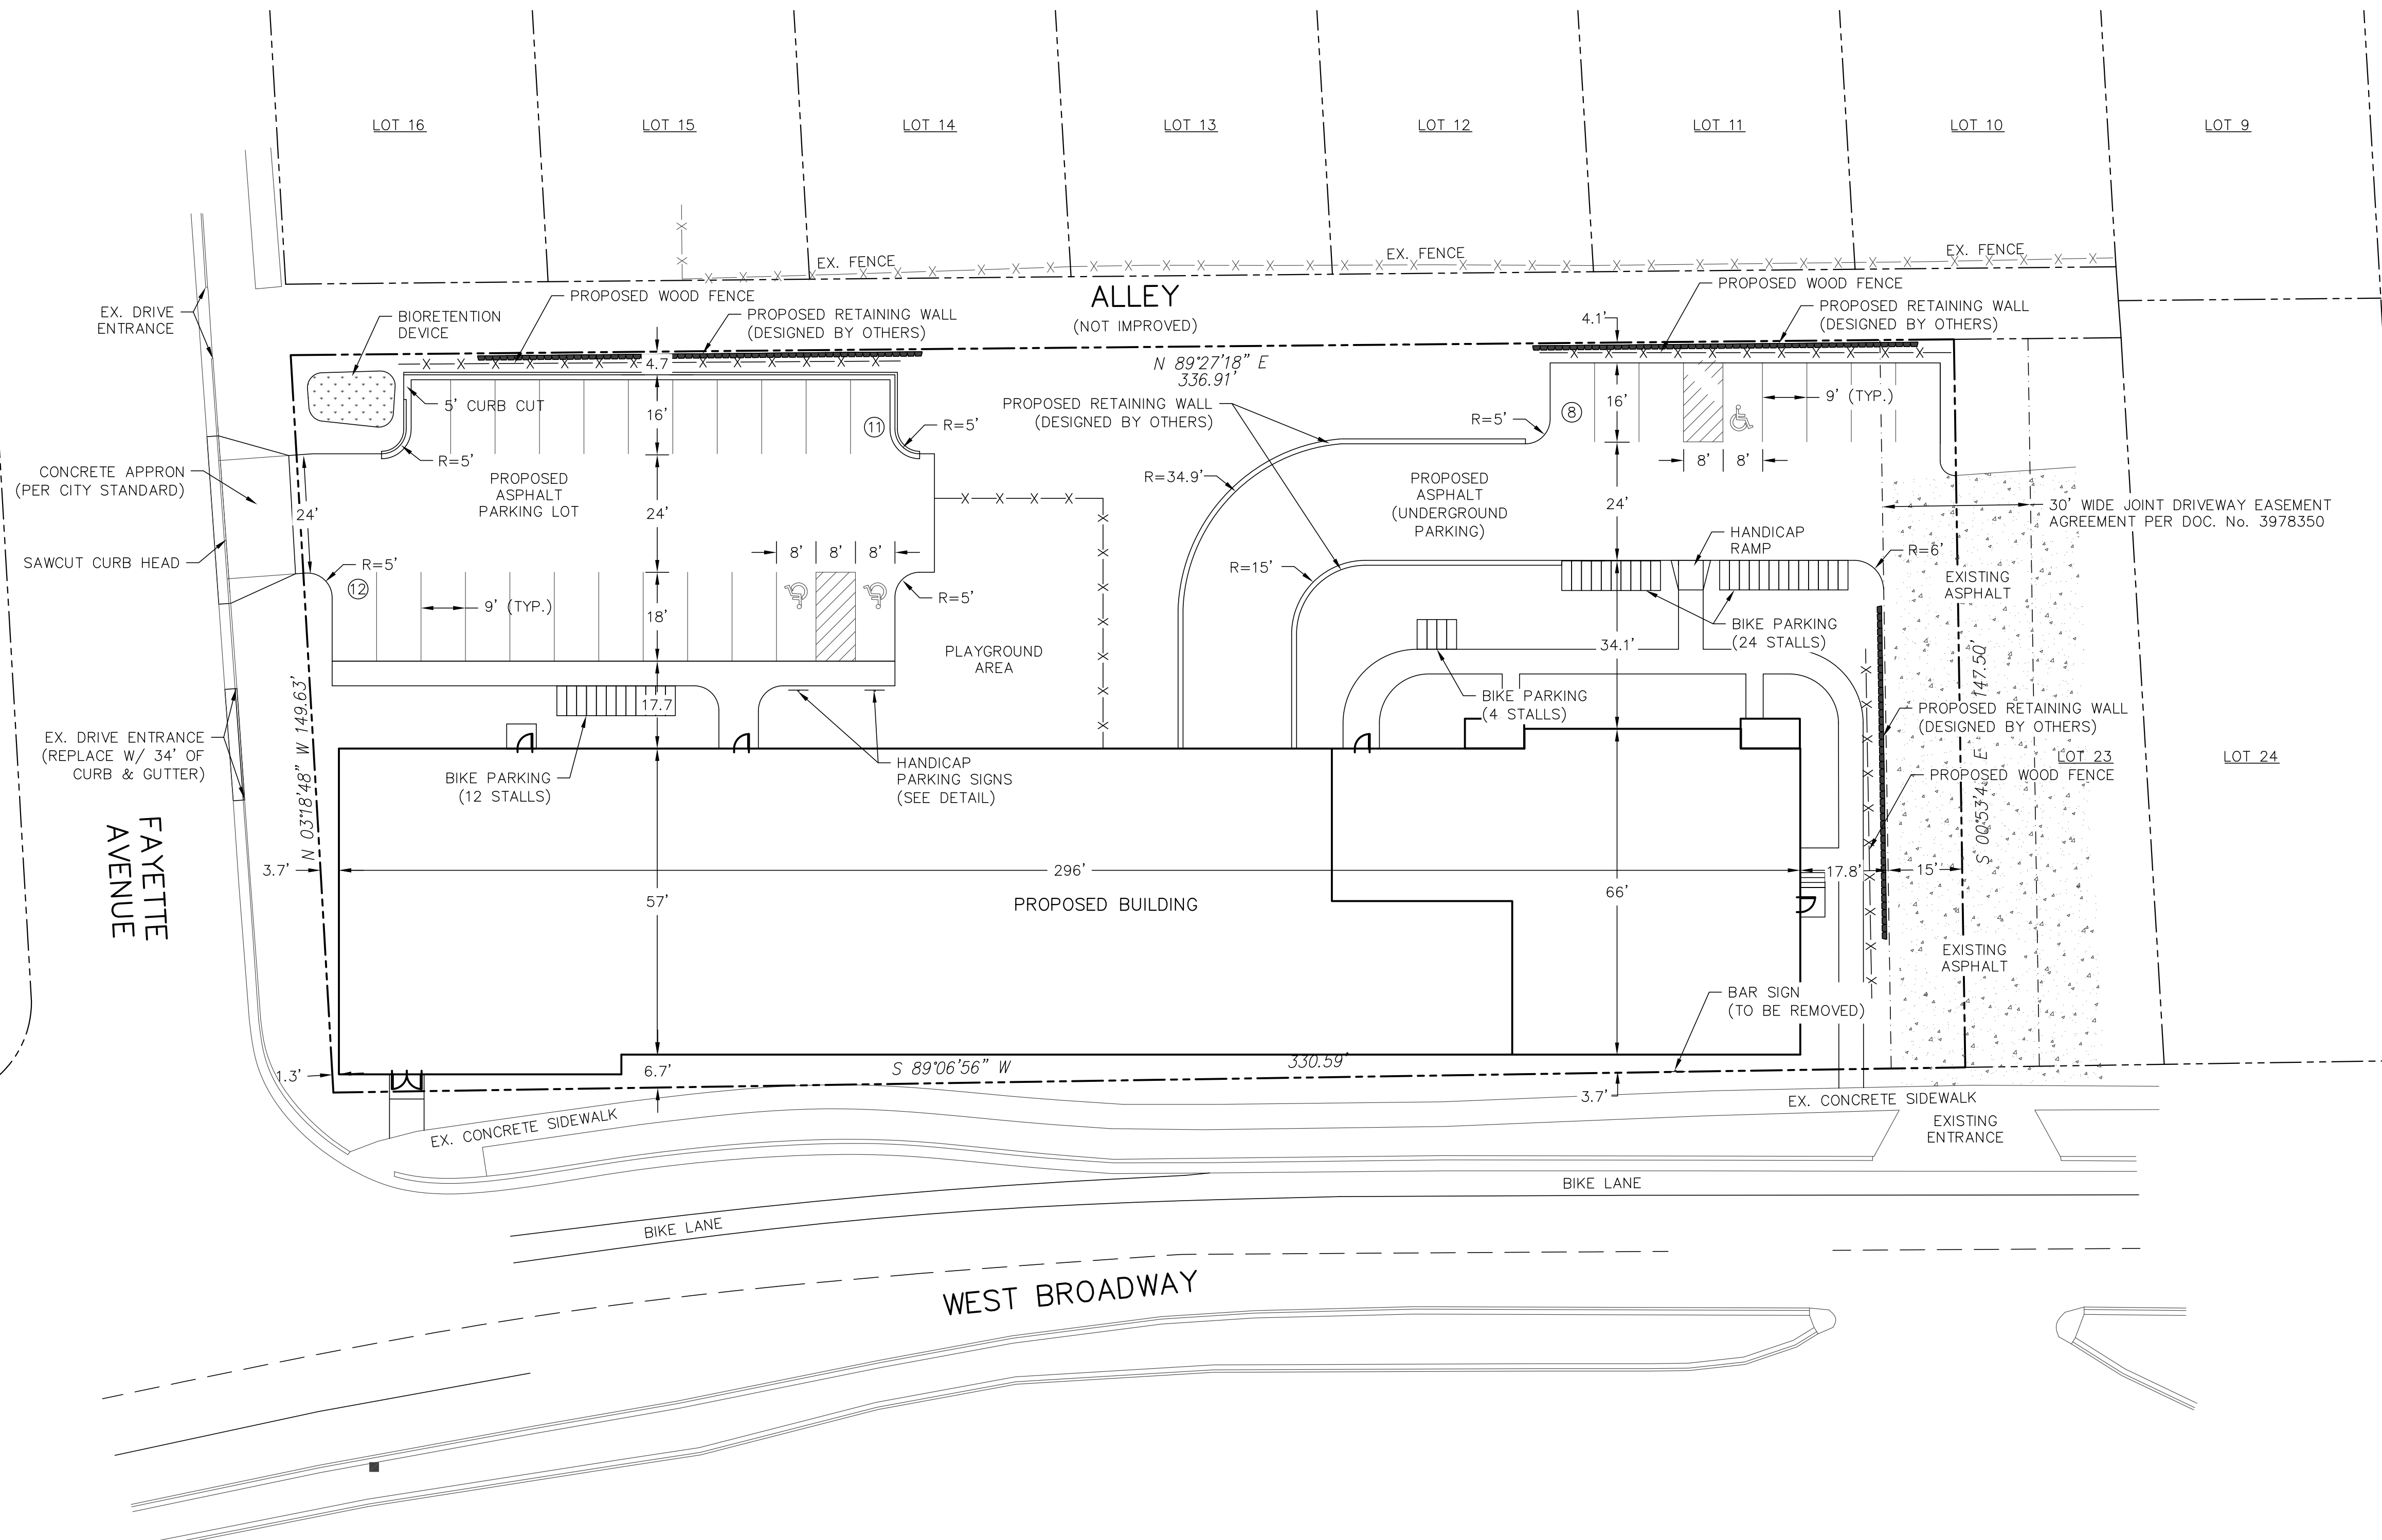 LOT 16
LOT 15
LOT 14
LOT 13
LOT 12
LOT 11
LOT 10
LOT 9
EX. FENCE
EX. FENCE
EX. FENCE
EX. DRIVE
ENTRANCE
BIORETENTION
DEVICE
PROPOSED WOOD FENCE
PROPOSED RETAINING WALL
(DESIGNED BY OTHERS)
ALLEY
(NOT IMPROVED)
PROPOSED WOOD FENCE
PROPOSED RETAINING WALL
(DESIGNED BY OTHERS)
4.1'
4.7
N 89°27'18" E
336.91'
5' CURB CUT
16'
11
R=5'
R=5'
PROPOSED RETAINING WALL
(DESIGNED BY OTHERS)
R=5'
8
16'
9' (TYP.)
8'
8'
CONCRETE APPRON
(PER CITY STANDARD)
24'
PROPOSED
ASPHALT
PARKING LOT
24'
R=34.9'
PROPOSED
ASPHALT
(UNDERGROUND
PARKING)
24'
30' WIDE JOINT DRIVEWAY EASEMENT
AGREEMENT PER DOC. No. 3978350
SAWCUT CURB HEAD
R=5'
12
8'
8'
8'
9' (TYP.)
18'
R=5'
R=15'
HANDICAP
RAMP
R=6'
EXISTING
ASPHALT
PLAYGROUND
AREA
BIKE PARKING
(24 STALLS)
34.1'
BIKE PARKING
(4 STALLS)
17.7
N 03°18'48" W 149.63'
EX. DRIVE ENTRANCE
(REPLACE W/ 34' OF
CURB & GUTTER)
BIKE PARKING
(12 STALLS)
HANDICAP
PARKING SIGNS
(SEE DETAIL)
PROPOSED RETAINING WALL
(DESIGNED BY OTHERS)
PROPOSED WOOD FENCE
S 00°53'4 E 147.50'
LOT 23
LOT 24
FAYETTE
AVENUE
3.7'
296'
57'
PROPOSED BUILDING
66'
17.8'
15'
EXISTING
ASPHALT
BAR SIGN
(TO BE REMOVED)
1.3'
6.7'
S 89°06'56" W
330.59'
3.7'
EX. CONCRETE SIDEWALK
EX. CONCRETE SIDEWALK
EXISTING
ENTRANCE
BIKE LANE
BIKE LANE
WEST BROADWAY